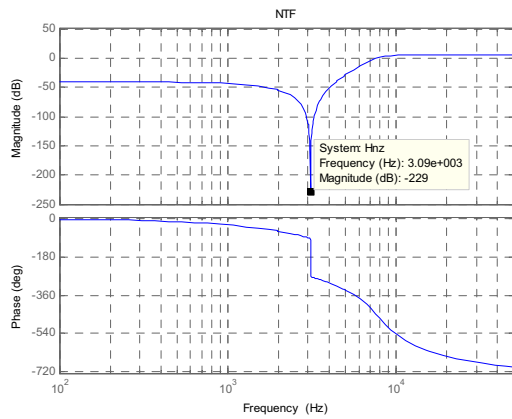 NTF
50
0
-50
-100
-150
-200
-250
Magnitude (dB)
System: Hnz
Frequency (Hz): 3.09e+003
Magnitude (dB): -229
0
-180
-360
-540
-720
Phase (deg)
10^2
10^3
10^4
Frequency (Hz)